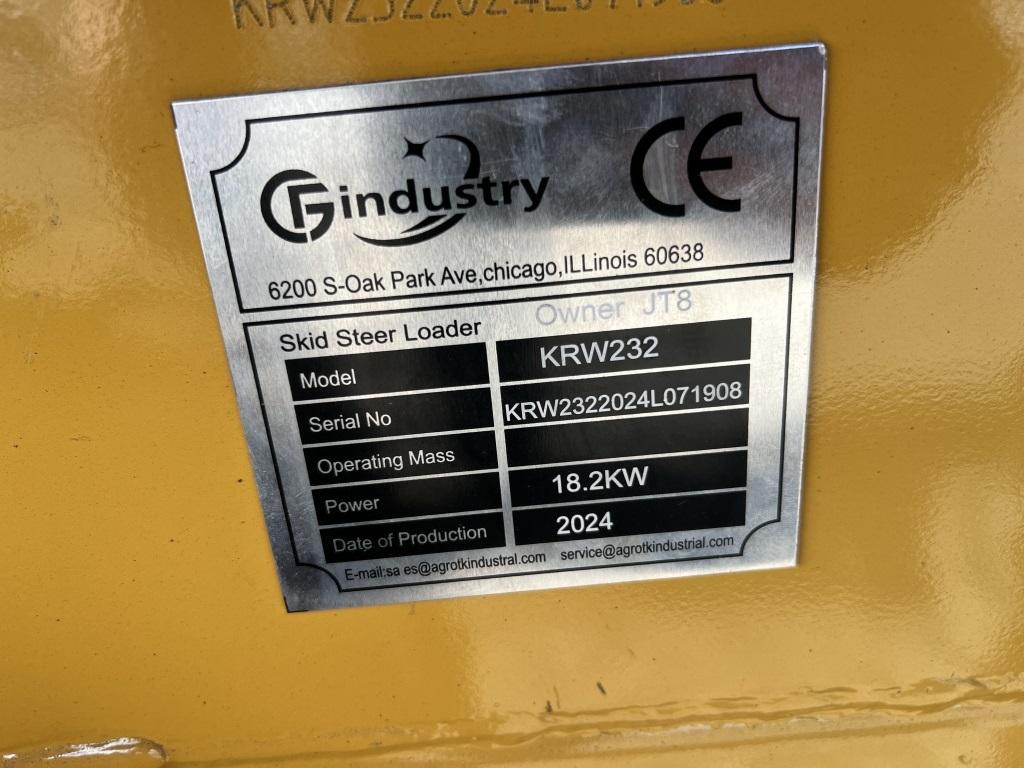 KRW2322024L071908
Gindustry CE
6200 S-Oak Park Ave,chicago,ILLinois 60638
Owner JT8
Skid Steer Loader
Model KRW232
Serial No KRW2322024L071908
Operating Mass
Power 18.2KW
Date of Production 2024
E-mail:sa es@agrotkindustral.com service@agrotkindustrial.com